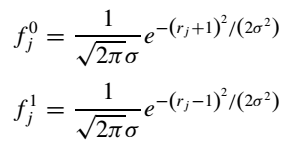 f_j^0 = \frac{1}{\sqrt{2\pi}\sigma} e^{-(r_j+1)^2/(2\sigma^2)}
f_j^1 = \frac{1}{\sqrt{2\pi}\sigma} e^{-(r_j-1)^2/(2\sigma^2)}